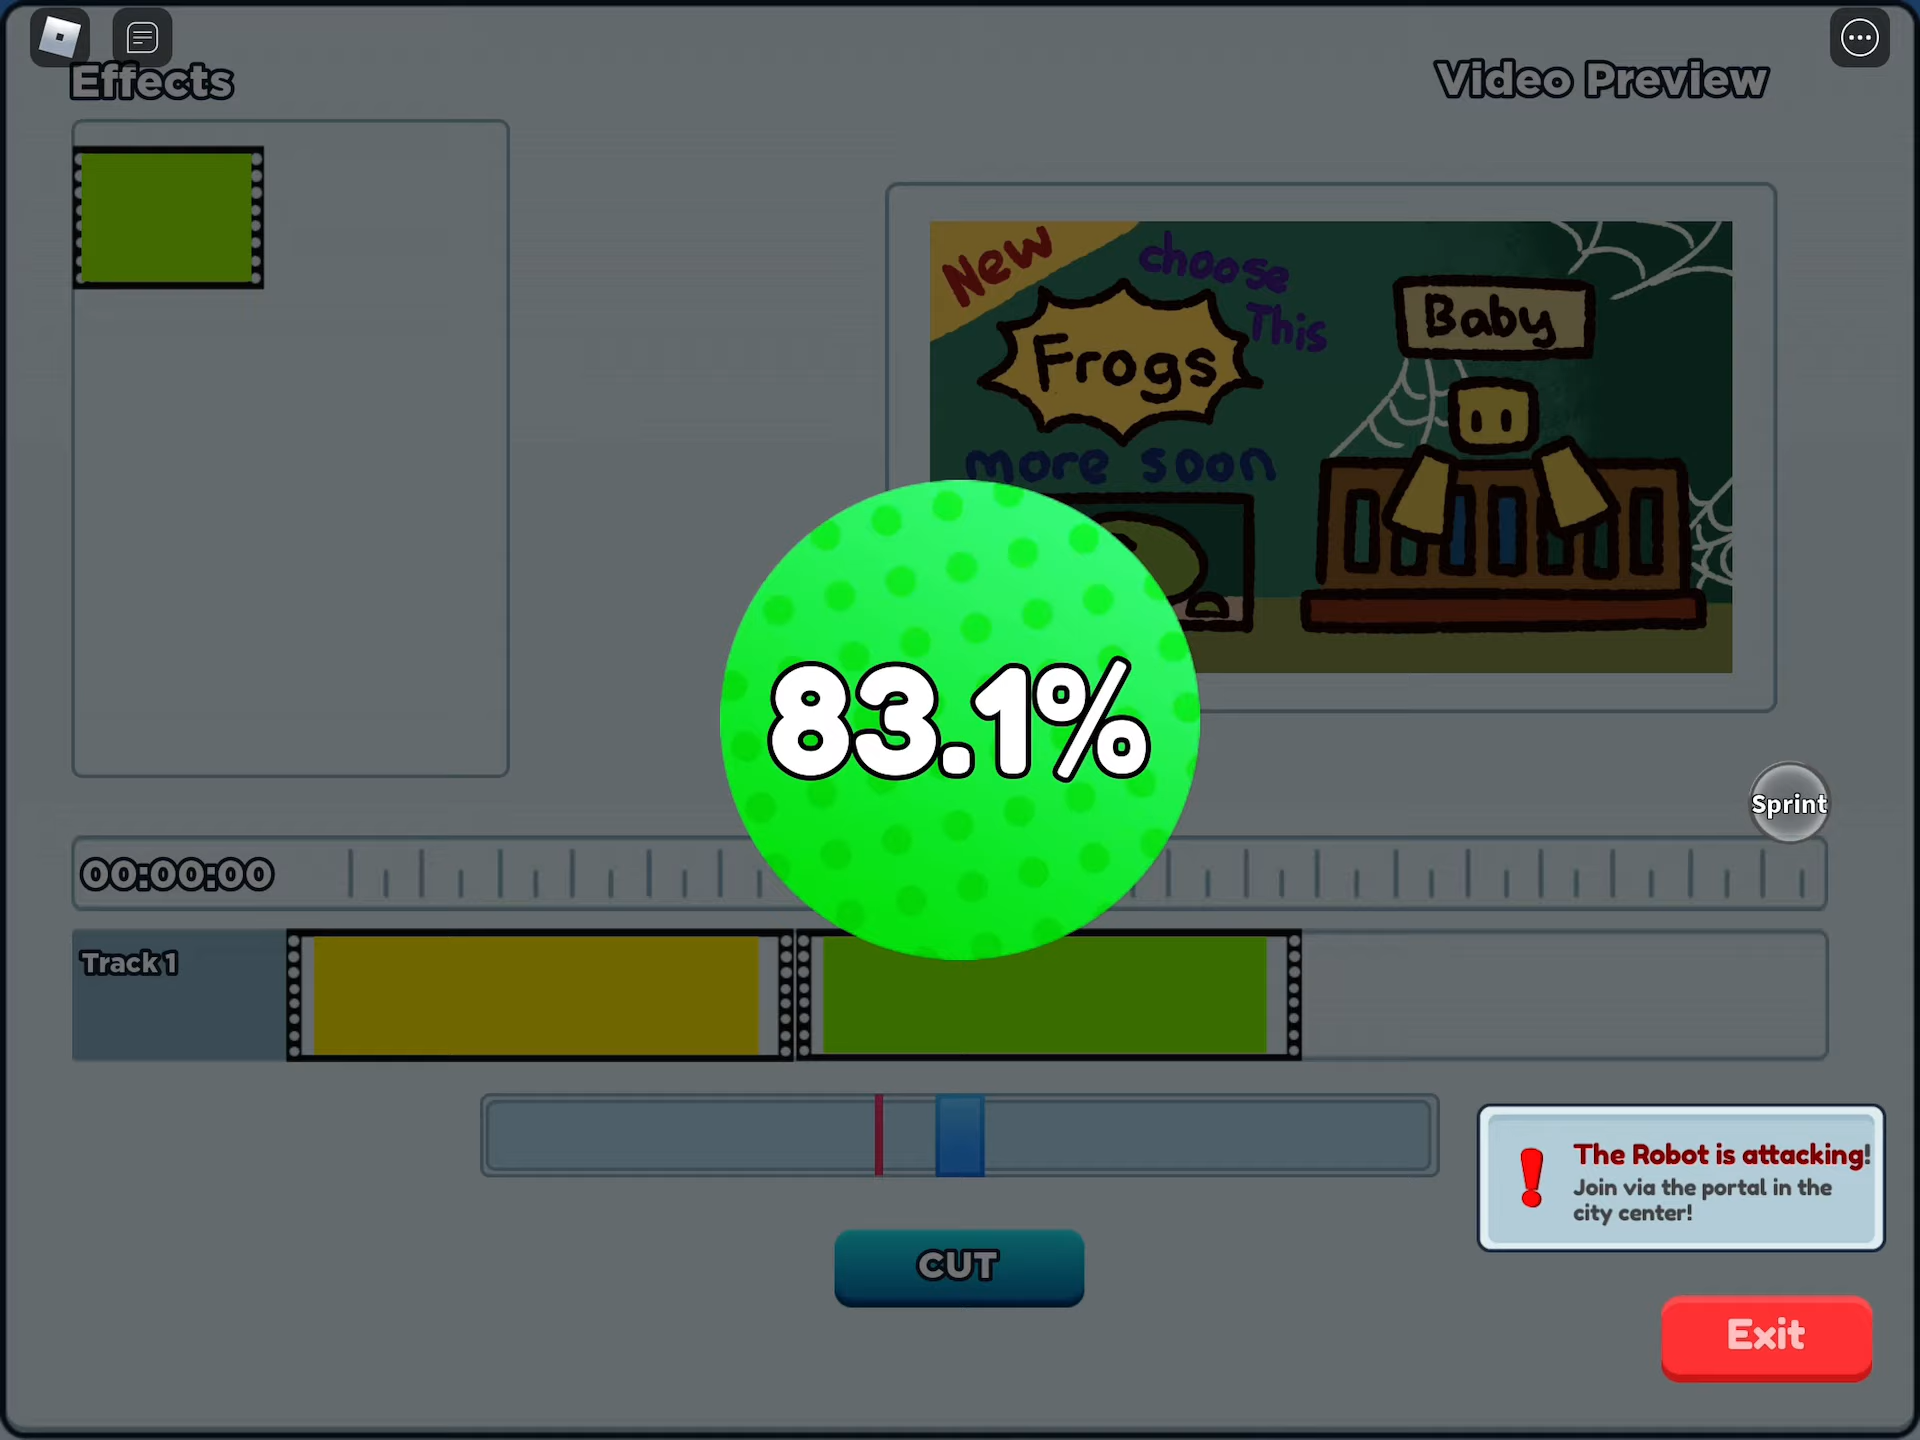 Effects
Video Preview
New
choose
This
Frogs
more soon
Baby
83.1%
Sprint
00:00:00
Track 1
The Robot is attacking!
Join via the portal in the
city center!
CUT
Exit